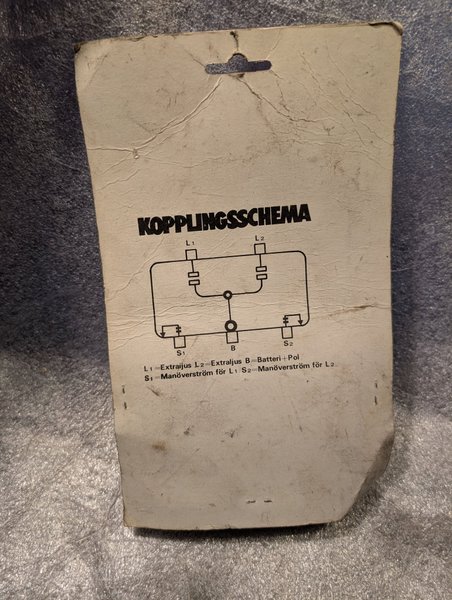 KOPPLINGSSCHEMA
L1 L2
S1 B S2
L1=Extraljus L2=Extraljus B=Batteri+Pol
S1=Manöverström för L1 S2=Manöverström för L2